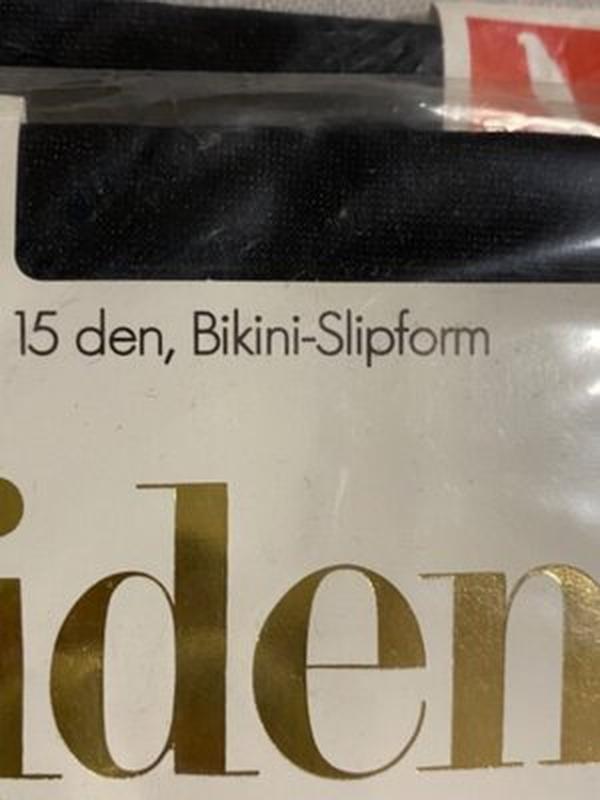 15 den, Bikini-Slipform
iden